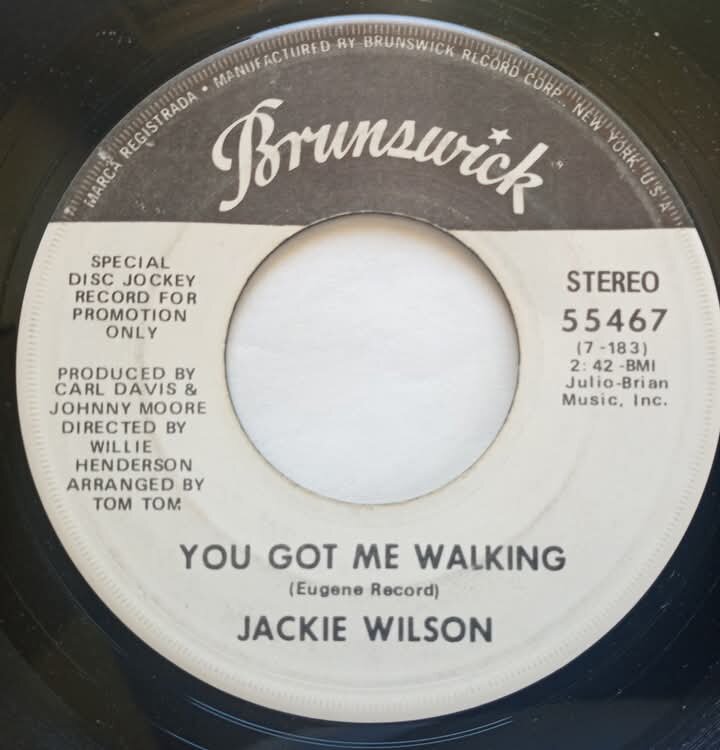 MARCA REGISTRADA • MANUFACTURED BY BRUNSWICK RECORD CORP. NEW YORK, U.S.A.
Brunswick
SPECIAL
DISC JOCKEY
RECORD FOR
PROMOTION
ONLY
PRODUCED BY
CARL DAVIS &
JOHNNY MOORE
DIRECTED BY
WILLIE
HENDERSON
ARRANGED BY
TOM TOM
STEREO
55467
(7-183)
2:42 -BMI
Julio-Brian
Music, Inc.
YOU GOT ME WALKING
(Eugene Record)
JACKIE WILSON